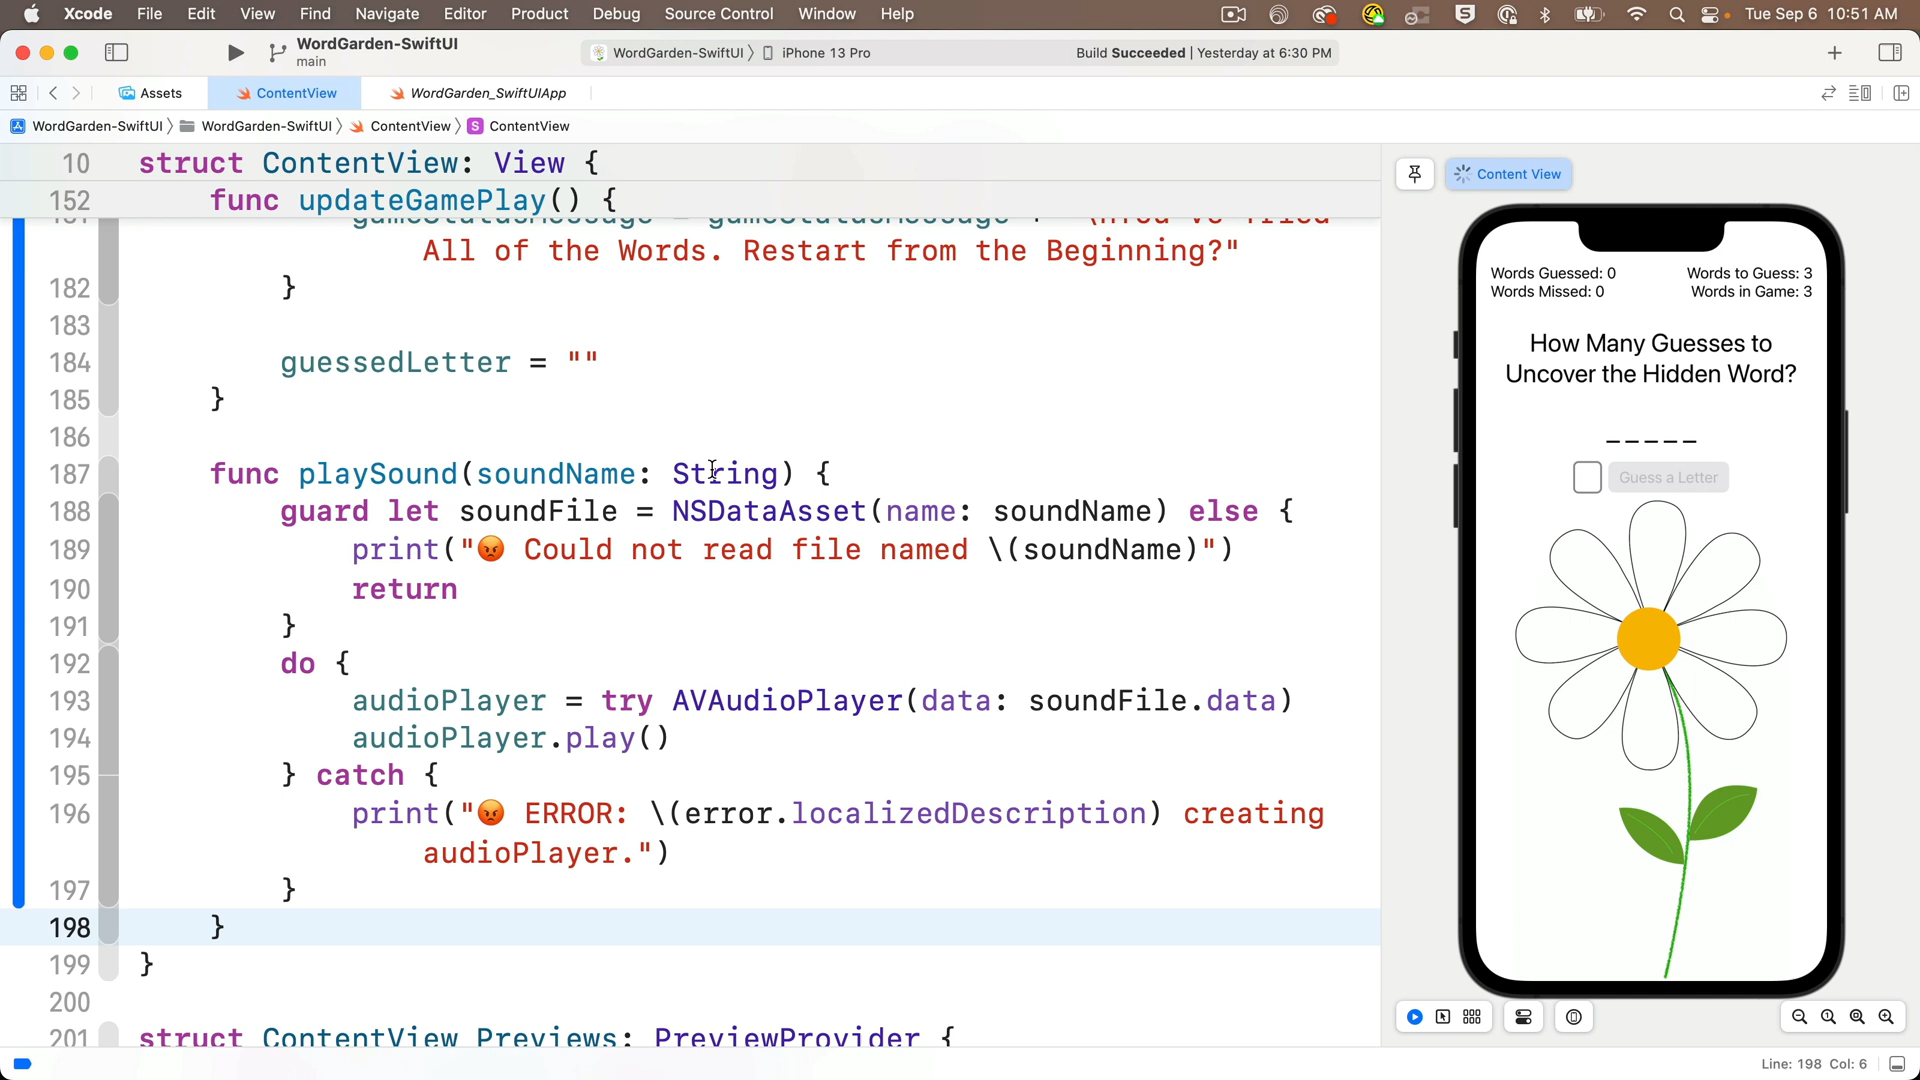 Xcode File Edit View Find Navigate Editor Product Debug Source Control Window Help Tue Sep 6 10:51 AM
WordGarden-SwiftUI
main
WordGarden-SwiftUI 〉 iPhone 13 Pro Build Succeeded | Yesterday at 6:30 PM
Assets ContentView WordGarden_SwiftUIApp
WordGarden-SwiftUI 〉 WordGarden-SwiftUI 〉 ContentView 〉 S ContentView
10 struct ContentView: View {
152 func updateGamePlay() {
All of the Words. Restart from the Beginning?"
182 }
183
184 guessedLetter = ""
185 }
186
187 func playSound(soundName: String) {
188 guard let soundFile = NSDataAsset(name: soundName) else {
189 print("😡 Could not read file named \(soundName)")
190 return
191 }
192 do {
193 audioPlayer = try AVAudioPlayer(data: soundFile.data)
194 audioPlayer.play()
195 } catch {
196 print("😡 ERROR: \(error.localizedDescription) creating
audioPlayer.")
197 }
198 }
199 }
200
201 struct ContentView_Previews: PreviewProvider {
Content View
Words Guessed: 0 Words to Guess: 3
Words Missed: 0 Words in Game: 3
How Many Guesses to
Uncover the Hidden Word?
_ _ _ _ _
Guess a Letter
Line: 198 Col: 6